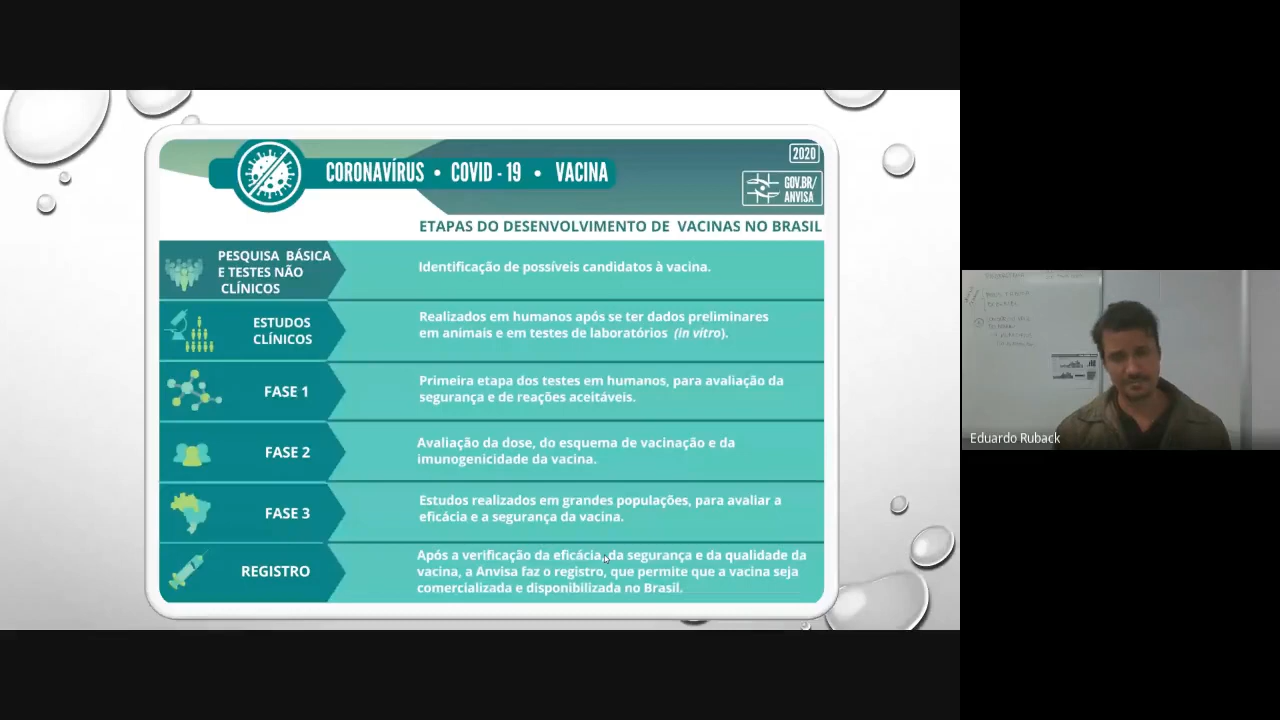 CORONAVÍRUS • COVID - 19 • VACINA
2020
GOV.BR/
ANVISA
ETAPAS DO DESENVOLVIMENTO DE VACINAS NO BRASIL
PESQUISA BÁSICA
E TESTES NÃO
CLÍNICOS
Identificação de possíveis candidatos à vacina.
ESTUDOS
CLÍNICOS
Realizados em humanos após se ter dados preliminares
em animais e em testes de laboratórios (in vitro).
FASE 1
Primeira etapa dos testes em humanos, para avaliação da
segurança e de reações aceitáveis.
FASE 2
Avaliação da dose, do esquema de vacinação e da
imunogenicidade da vacina.
FASE 3
Estudos realizados em grandes populações, para avaliar a
eficácia e a segurança da vacina.
REGISTRO
Após a verificação da eficácia, da segurança e da qualidade da
vacina, a Anvisa faz o registro, que permite que a vacina seja
comercializada e disponibilizada no Brasil.
Eduardo Ruback